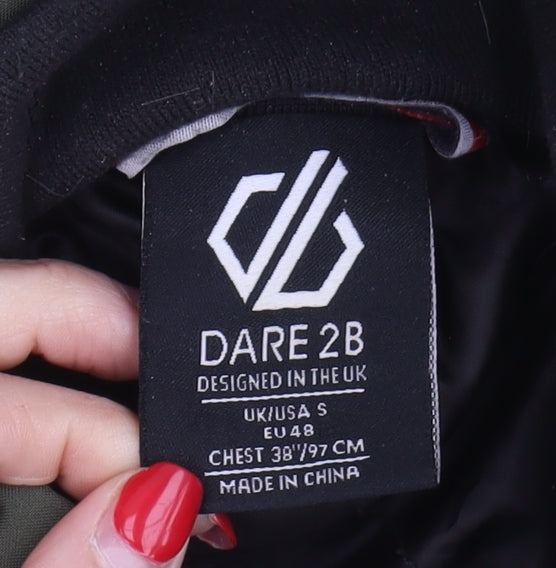 DARE 2B
DESIGNED IN THE UK
UK/USA S
EU 48
CHEST 38"/97 CM
MADE IN CHINA